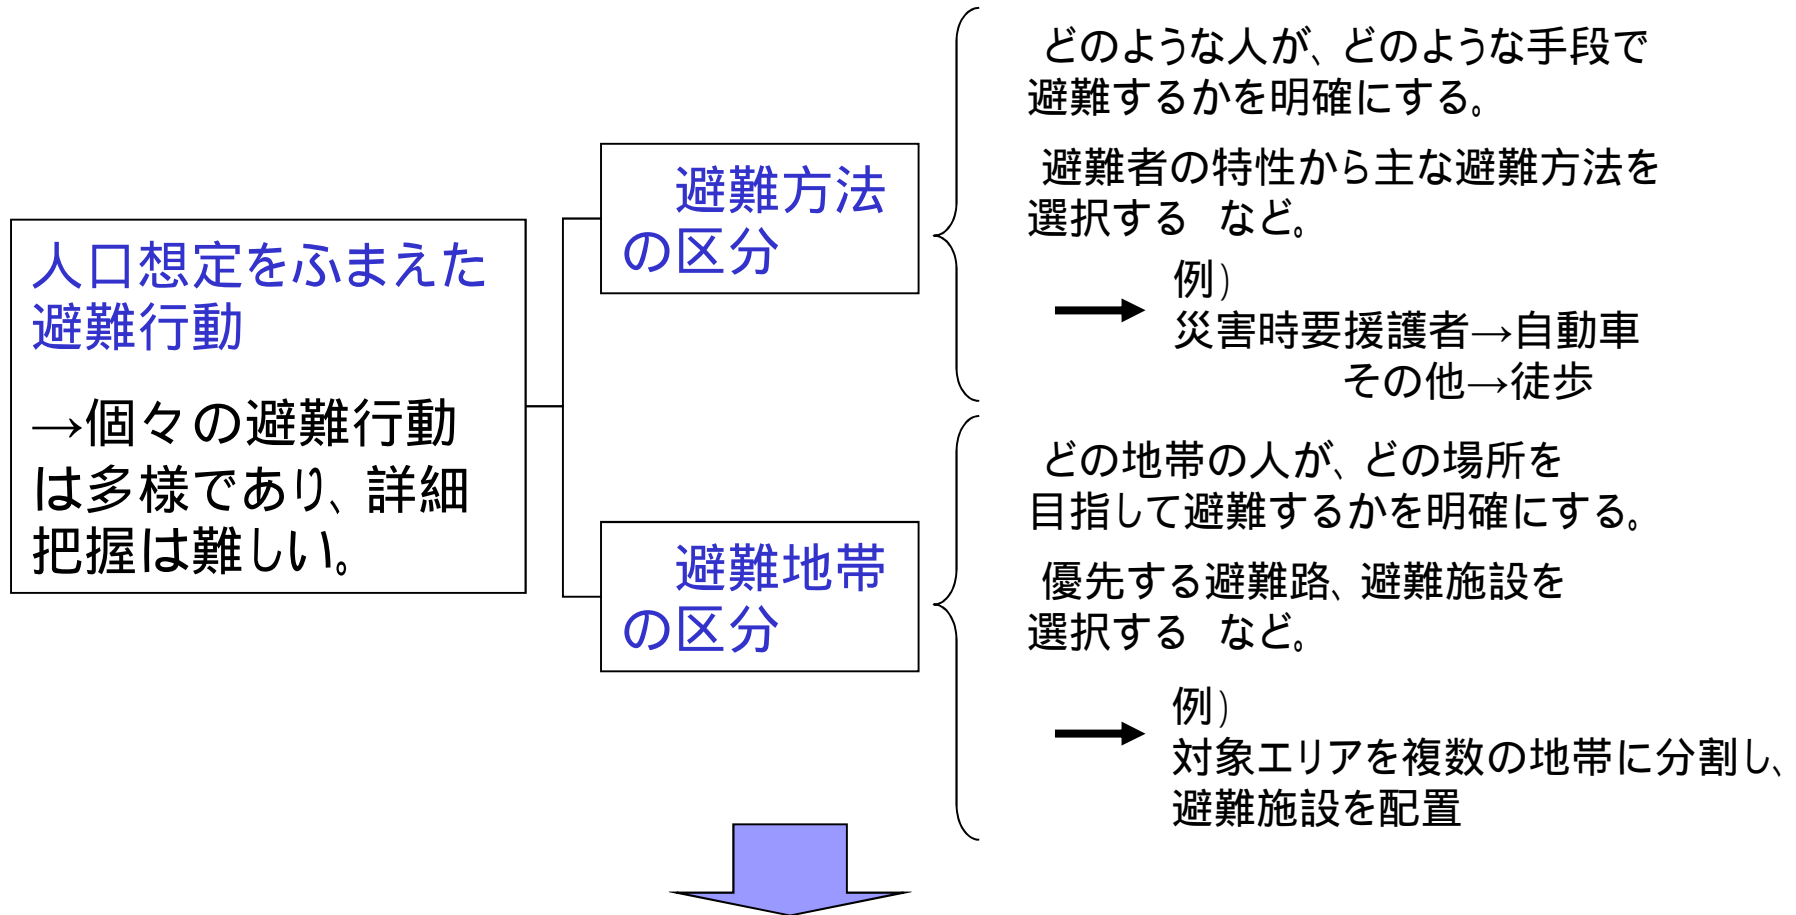 人口想定をふまえた
避難行動
→個々の避難行動
は多様であり、詳細
把握は難しい。
避難方法
の区分
どのような人が、どのような手段で
避難するかを明確にする。
避難者の特性から主な避難方法を
選択する　など。
例）
災害時要援護者→自動車
その他→徒歩
避難地帯
の区分
どの地帯の人が、どの場所を
目指して避難するかを明確にする。
優先する避難路、避難施設を
選択する　など。
例）
対象エリアを複数の地帯に分割し、
避難施設を配置